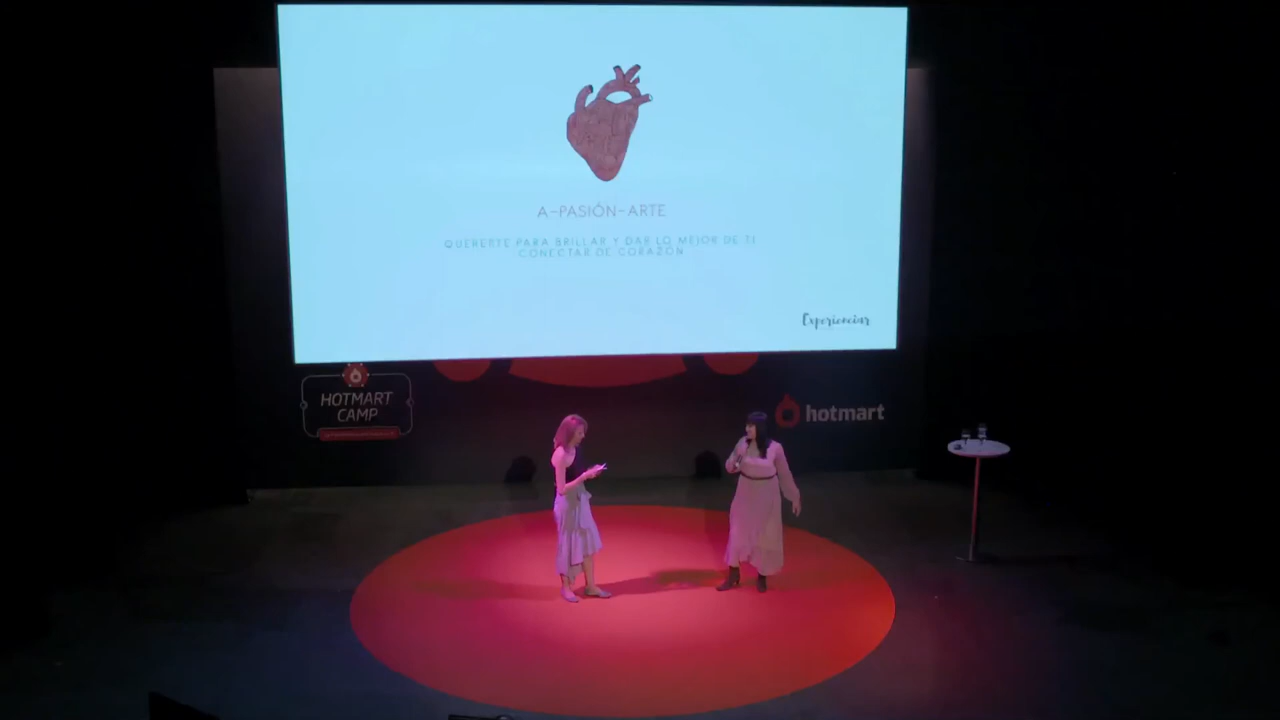 A-PASIÓN-ARTE
QUERERTE PARA BRILLAR Y DAR LO MEJOR DE TI
CONECTAR DE CORAZÓN
Experienciar
HOTMART
CAMP
hotmart